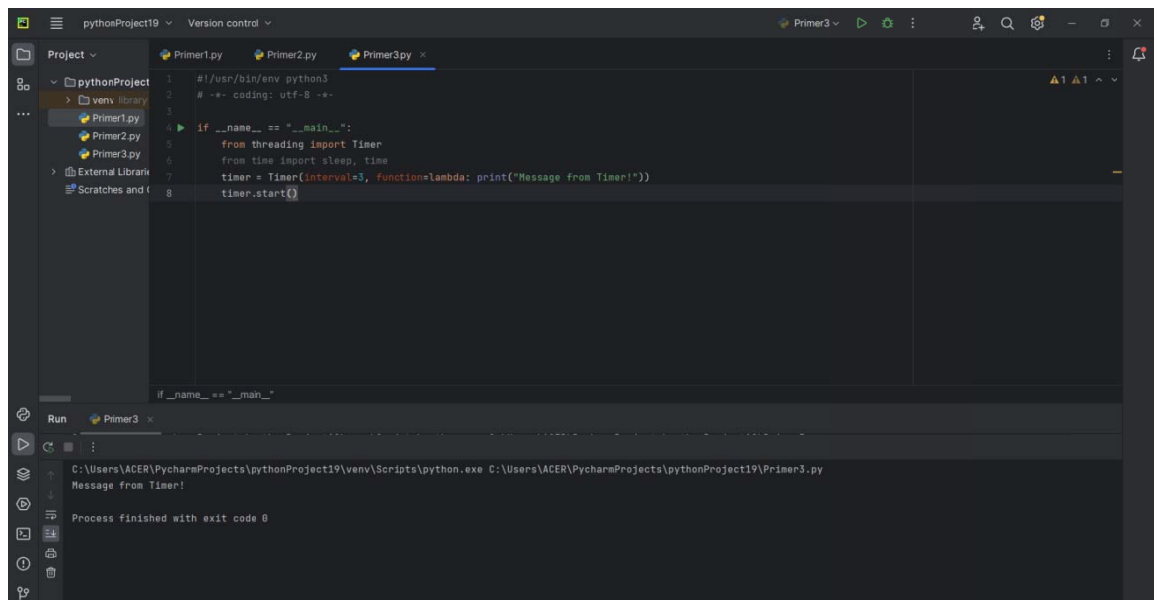 pythonProject19 Version control Primer3
Project
Primer1.py Primer2.py Primer3.py
pythonProject
venv library
Primer1.py
Primer2.py
Primer3.py
External Librarie
Scratches and
1 #!/usr/bin/env python3
2 # -*- coding: utf-8 -*-
3
4 if __name__ == "__main__":
5 from threading import Timer
6 from time import sleep, time
7 timer = Timer(interval=3, function=lambda: print("Message from Timer!"))
8 timer.start()
1 1
if __name__ == "__main__"
Run Primer3
C:\Users\ACER\PycharmProjects\pythonProject19\venv\Scripts\python.exe C:\Users\ACER\PycharmProjects\pythonProject19\Primer3.py
Message from Timer!
Process finished with exit code 0